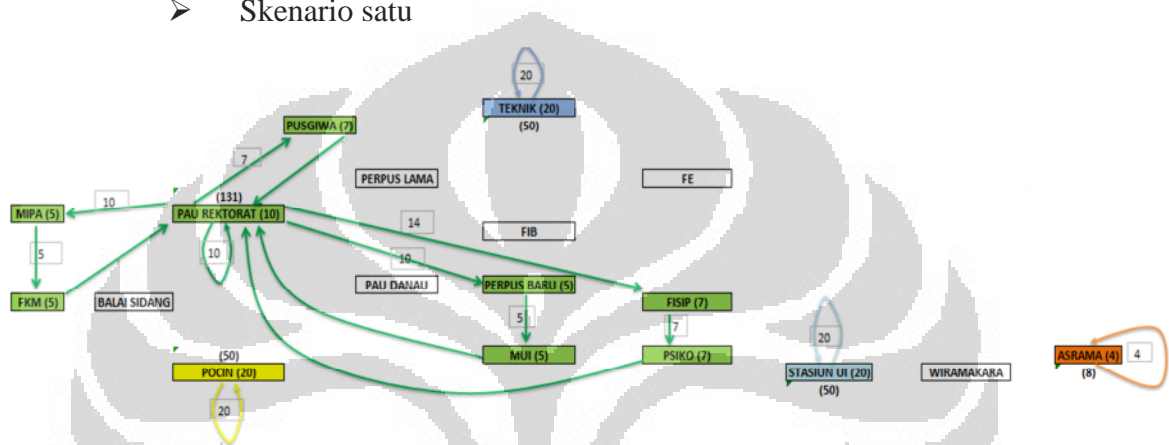 ➤ Skenario satu
20
TEKNIK (20)
(50)
PUSGIWA (7)
7
PERPUS LAMA
FE
10
(131)
MIPA (5)
PAU REKTORAT (10)
14
FIB
5
10
10
PAU DANAU
PERPUS BARU (5)
FKM (5)
BALAI SIDANG
FISIP (7)
5
7
20
(50)
MUI (5)
PSIKO (7)
ASRAMA (4)
4
POCIN (20)
STASIUN UI (20)
WIRAMAKARA
(8)
(50)
20